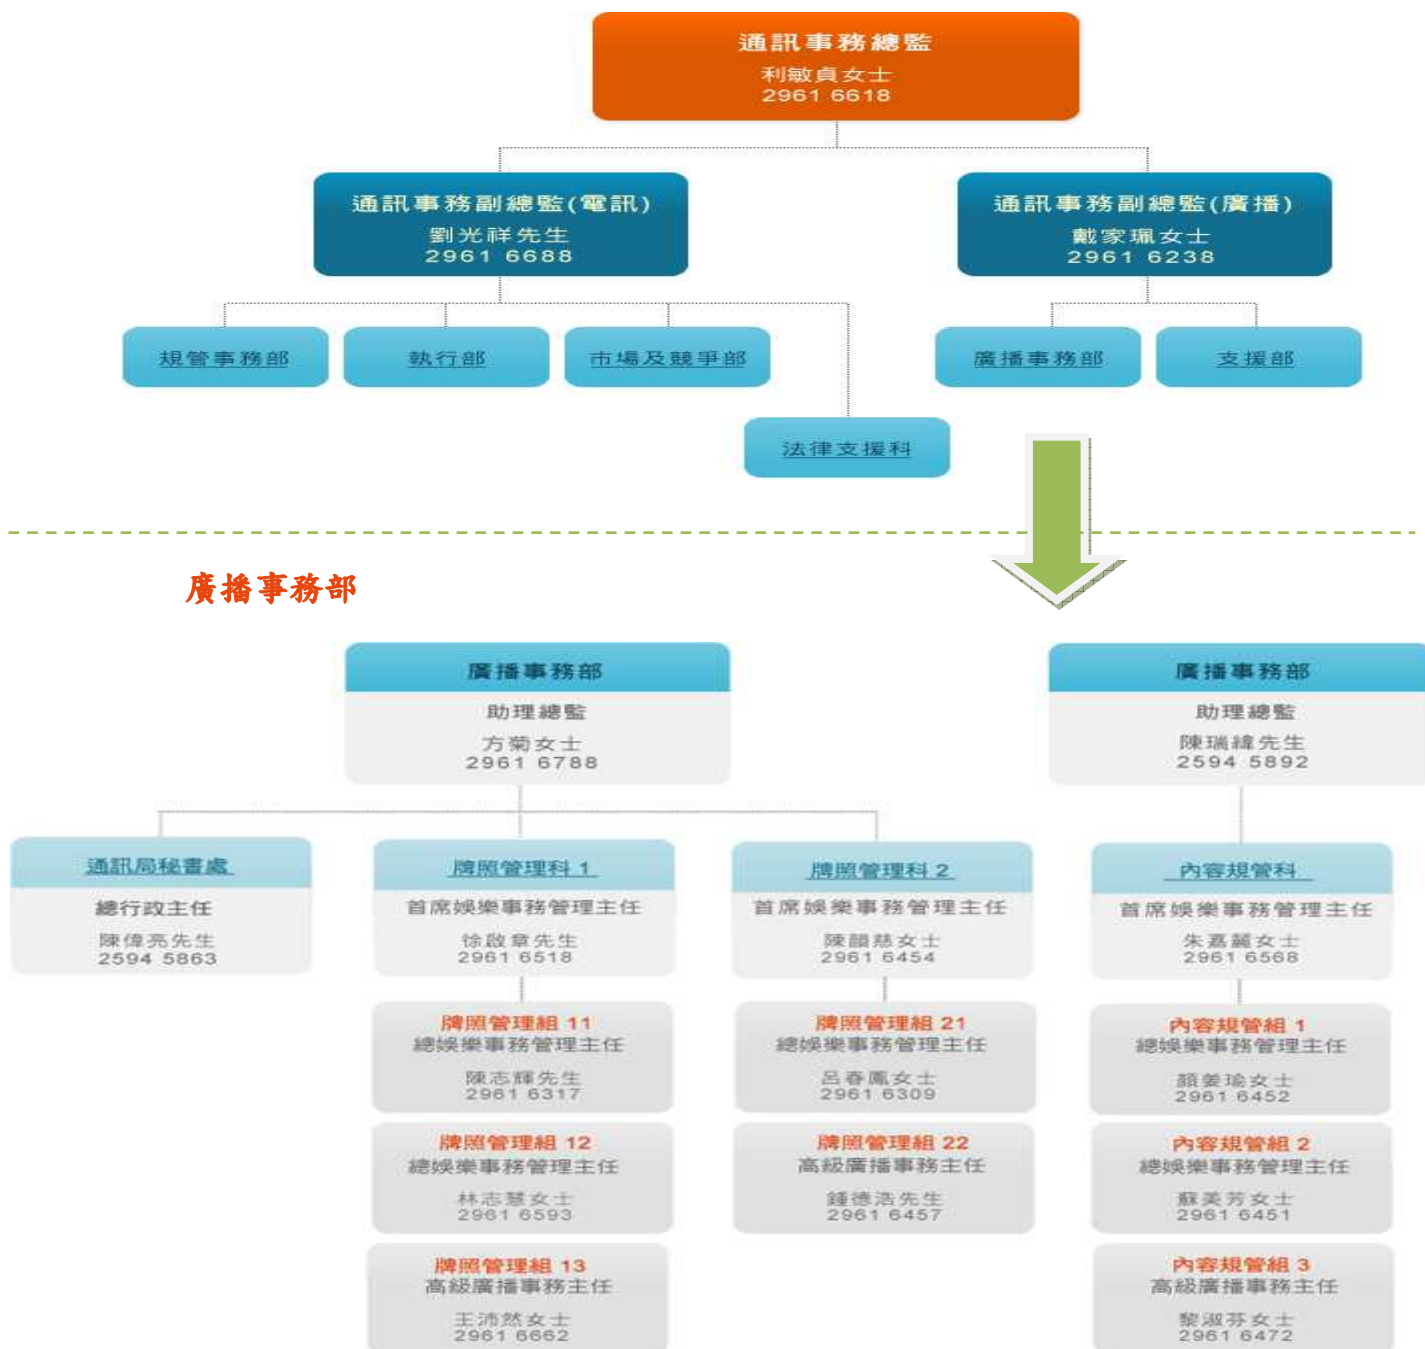 通訊事務總監
利敏貞女士
2961 6618
通訊事務副總監(電訊)
劉光祥先生
2961 6688
通訊事務副總監(廣播)
戴家珮女士
2961 6238
規管事務部
執行部
市場及競爭部
廣播事務部
支援部
法律支援科
廣播事務部
廣播事務部
助理總監
方菊女士
2961 6788
廣播事務部
助理總監
陳瑞緯先生
2594 5892
通訊局秘書處
總行政主任
陳偉亮先生
2594 5863
牌照管理科 1
首席娛樂事務管理主任
徐啟章先生
2961 6518
牌照管理科 2
首席娛樂事務管理主任
陳韻慈女士
2961 6454
內容規管科
首席娛樂事務管理主任
朱嘉麗女士
2961 6568
牌照管理組 11
總娛樂事務管理主任
陳志輝先生
2961 6317
牌照管理組 21
總娛樂事務管理主任
呂春鳳女士
2961 6309
內容規管組 1
總娛樂事務管理主任
顏姜瑜女士
2961 6452
牌照管理組 12
總娛樂事務管理主任
林志慧女士
2961 6593
牌照管理組 22
高級廣播事務主任
鍾德浩先生
2961 6457
內容規管組 2
總娛樂事務管理主任
蘇美芳女士
2961 6451
牌照管理組 13
高級廣播事務主任
王沛然女士
2961 6662
內容規管組 3
高級廣播事務主任
黎淑芬女士
2961 6472